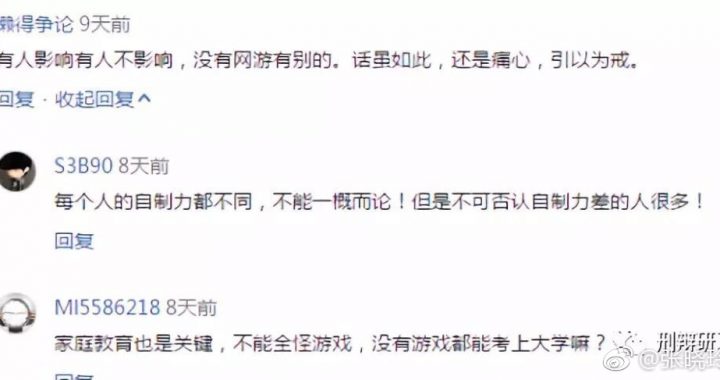 懒得争论 9天前
有人影响有人不影响，没有网游有别的。话虽如此，还是痛心，引以为戒。
回复 · 收起回复
S3B90 8天前
每个人的自制力都不同，不能一概而论！但是不可否认自制力差的人很多！
回复
MI5586218 8天前
家庭教育也是关键，不能全怪游戏，没有游戏都能考上大学嘛？
刑辩研
@张晓玲
回复